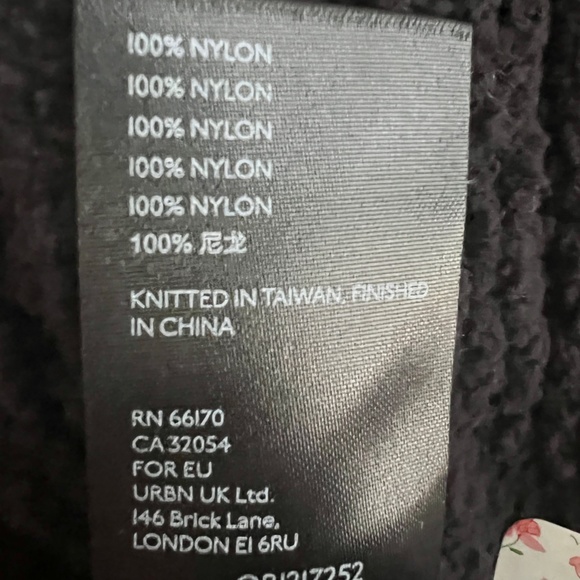 100% NYLON
100% NYLON
100% NYLON
100% NYLON
100% NYLON
100% 尼龙
KNITTED IN TAIWAN, FINISHED
IN CHINA
RN 66170
CA 32054
FOR EU
URBN UK Ltd.
146 Brick Lane,
LONDON E1 6RU